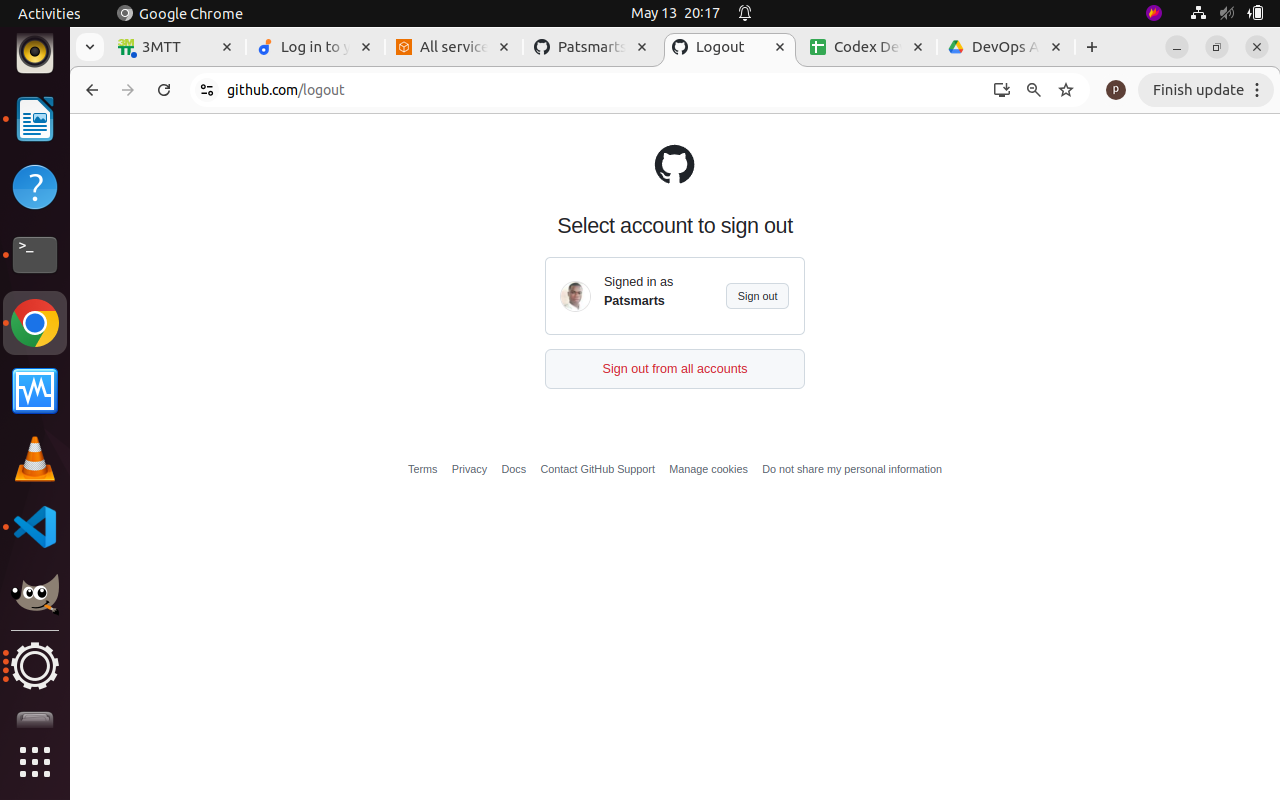 Activities
Google Chrome
May 13 20:17
3MTT
Log in to y
All service
Patsmarts
Logout
Codex De
DevOps A
github.com/logout
p
Finish update
Select account to sign out
Signed in as
Patsmarts
Sign out
Sign out from all accounts
Terms
Privacy
Docs
Contact GitHub Support
Manage cookies
Do not share my personal information